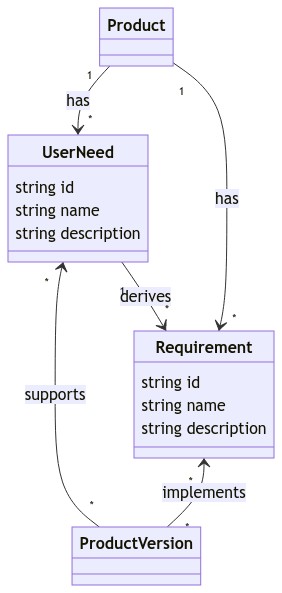 Product
1
1
has
*
UserNeed
string id
string name
string description
has
*
1
derives
*
*
Requirement
string id
string name
string description
supports
*
implements
*
*
ProductVersion